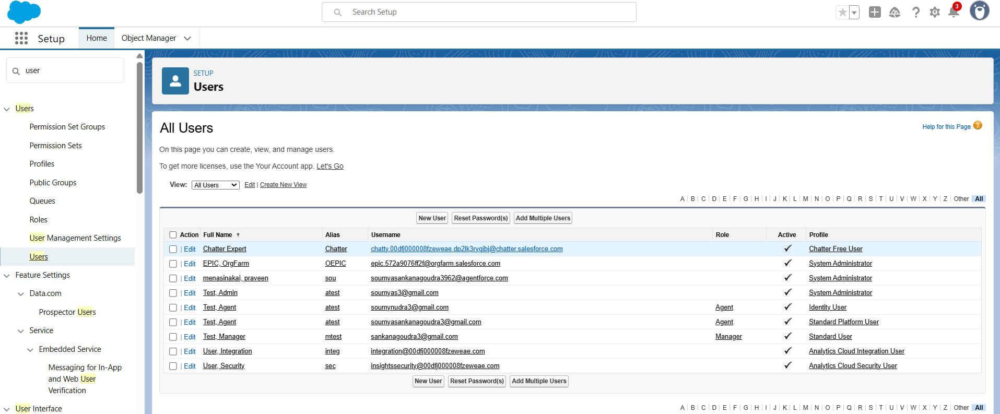 Search Setup
3
Setup
Home
Object Manager
user
Users
Permission Set Groups
Permission Sets
Profiles
Public Groups
Queues
Roles
User Management Settings
Users
Feature Settings
Data.com
Prospector Users
Service
Embedded Service
Messaging for In-App
and Web User
Verification
User Interface
SETUP
Users
All Users
Help for this Page ?
On this page you can create, view, and manage users.
To get more licenses, use the Your Account app. Let's Go
View: All Users Edit | Create New View
A | B | C | D | E | F | G | H | I | J | K | L | M | N | O | P | Q | R | S | T | U | V | W | X | Y | Z | Other | All
New User Reset Password(s) Add Multiple Users
Action Full Name ↑ Alias Username Role Active Profile
| Edit Chatter Expert Chatter chatty.00dfj000008fzeweae.dp2lk3ryqibj@chatter.salesforce.com ✓ Chatter Free User
| Edit EPIC, OrgFarm OEPIC epic.572a9076ff2f@orgfarm.salesforce.com ✓ System Administrator
| Edit menasinakai, praveen sou soumyasankanagoudra3962@agentforce.com ✓ System Administrator
| Edit Test, Admin atest soumyas3@gmail.com ✓ System Administrator
| Edit Test, Agent atest soumynudra3@gmail.com Agent ✓ Identity User
| Edit Test, Agent atest soumyasankanagoudra3@gmail.com Agent ✓ Standard Platform User
| Edit Test, Manager mtest sankanagoudra3@gmail.com Manager ✓ Standard User
| Edit User, Integration integ integration@00dfj000008fzeweae.com ✓ Analytics Cloud Integration User
| Edit User, Security sec insightssecurity@00dfj000008fzeweae.com ✓ Analytics Cloud Security User
New User Reset Password(s) Add Multiple Users
A | B | C | D | E | F | G | H | I | J | K | L | M | N | O | P | Q | R | S | T | U | V | W | X | Y | Z | Other | All